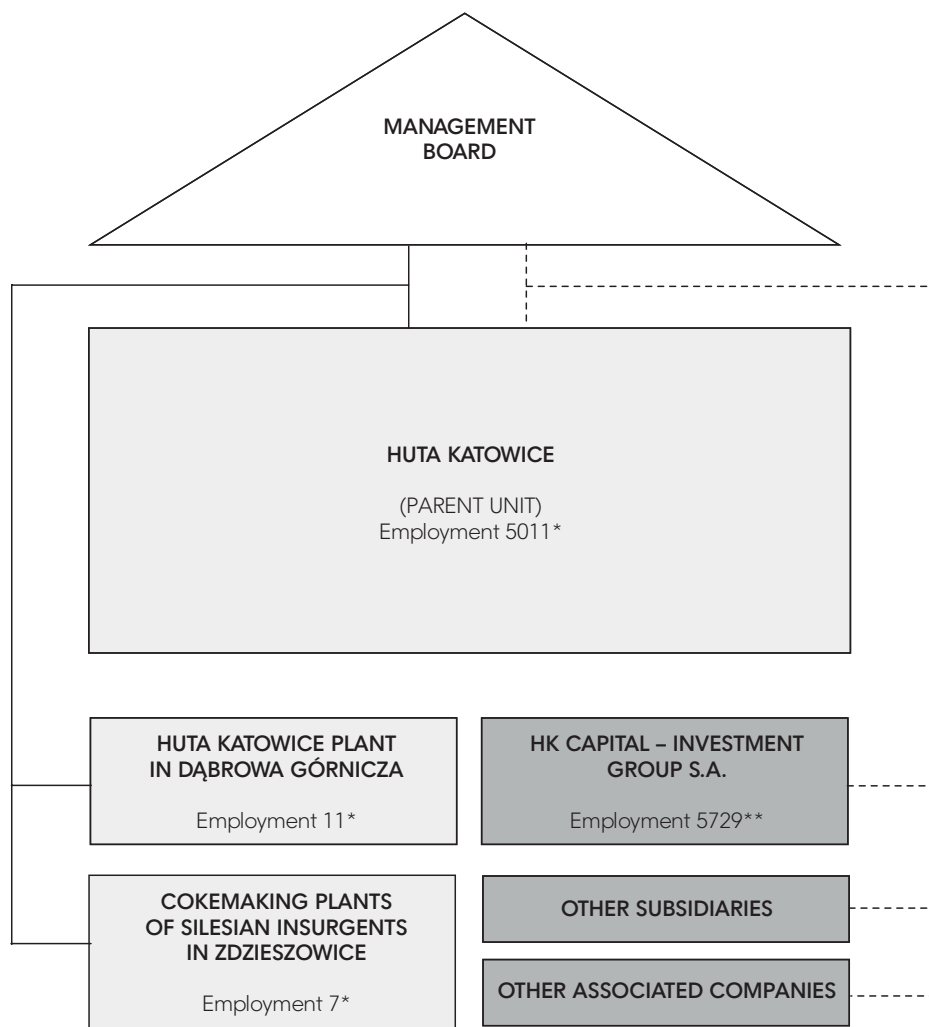 MANAGEMENT
BOARD
HUTA KATOWICE
(PARENT UNIT)
Employment 5011*
HUTA KATOWICE PLANT
IN DĄBROWA GÓRNICZA
Employment 11*
HK CAPITAL – INVESTMENT
GROUP S.A.
Employment 5729**
COKEMAKING PLANTS
OF SILESIAN INSURGENTS
IN ZDZIESZOWICE
Employment 7*
OTHER SUBSIDIARIES
OTHER ASSOCIATED COMPANIES